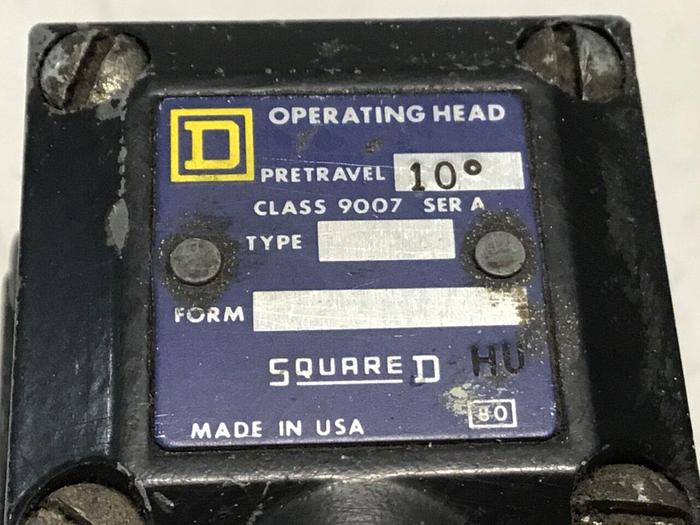 D OPERATING HEAD
PRETRAVEL 10°
CLASS 9007 SER A
TYPE
FORM
SQUARE D HU
80
MADE IN USA